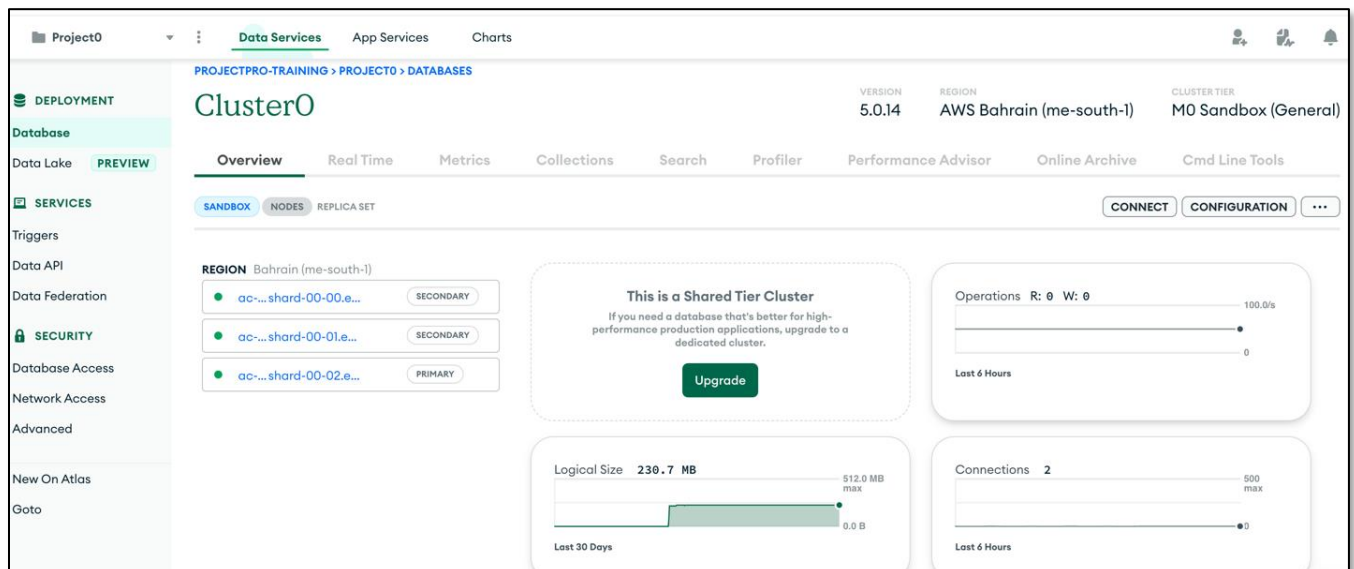 Project0
Data Services App Services Charts
PROJECTPRO-TRAINING > PROJECT0 > DATABASES
Cluster0
VERSION
5.0.14
REGION
AWS Bahrain (me-south-1)
CLUSTER TIER
M0 Sandbox (General)
DEPLOYMENT
Database
Data Lake PREVIEW
SERVICES
Triggers
Data API
Data Federation
SECURITY
Database Access
Network Access
Advanced
New On Atlas
Goto
Overview Real Time Metrics Collections Search Profiler Performance Advisor Online Archive Cmd Line Tools
SANDBOX NODES REPLICA SET
CONNECT CONFIGURATION ...
REGION Bahrain (me-south-1)
ac-...shard-00-00.e... SECONDARY
ac-...shard-00-01.e... SECONDARY
ac-...shard-00-02.e... PRIMARY
This is a Shared Tier Cluster
If you need a database that's better for high-
performance production applications, upgrade to a
dedicated cluster.
Upgrade
Operations R: 0 W: 0
100.0/s
0
Last 6 Hours
Logical Size 230.7 MB
512.0 MB
max
0.0 B
Last 30 Days
Connections 2
500
max
0
Last 6 Hours